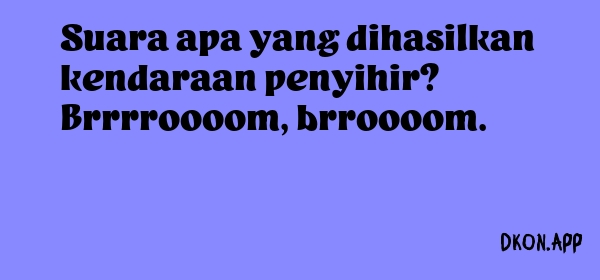 Suara apa yang dihasilkan
kendaraan penyihir?
Brrrroooom, brroooom.
DKON.APP